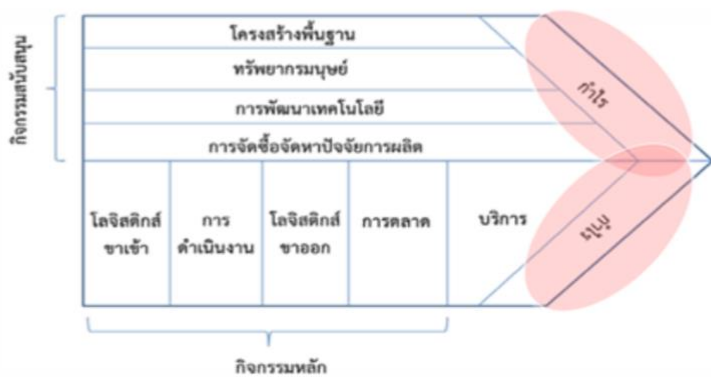 กิจกรรมสนับสนุน
โครงสร้างพื้นฐาน
ทรัพยากรมนุษย์
การพัฒนาเทคโนโลยี
การจัดซื้อจัดหาปัจจัยการผลิต
กำไร
โลจิสติกส์
ขาเข้า
การ
ดำเนินงาน
โลจิสติกส์
ขาออก
การตลาด
บริการ
กำไร
กิจกรรมหลัก